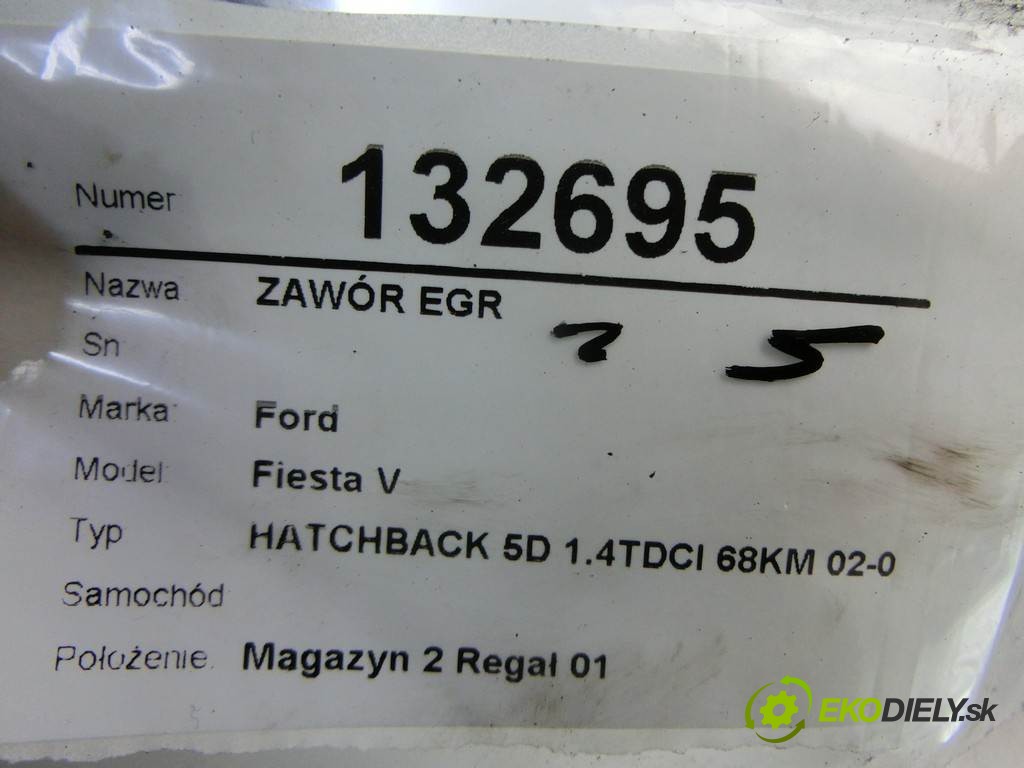 Numer 132695
Nazwa ZAWÓR EGR
Sn
5
Marka Ford
Model Fiesta V
Typ HATCHBACK 5D 1.4TDCI 68KM 02-0
Samochód
Położenie Magazyn 2 Regał 01
EKODIELY.sk